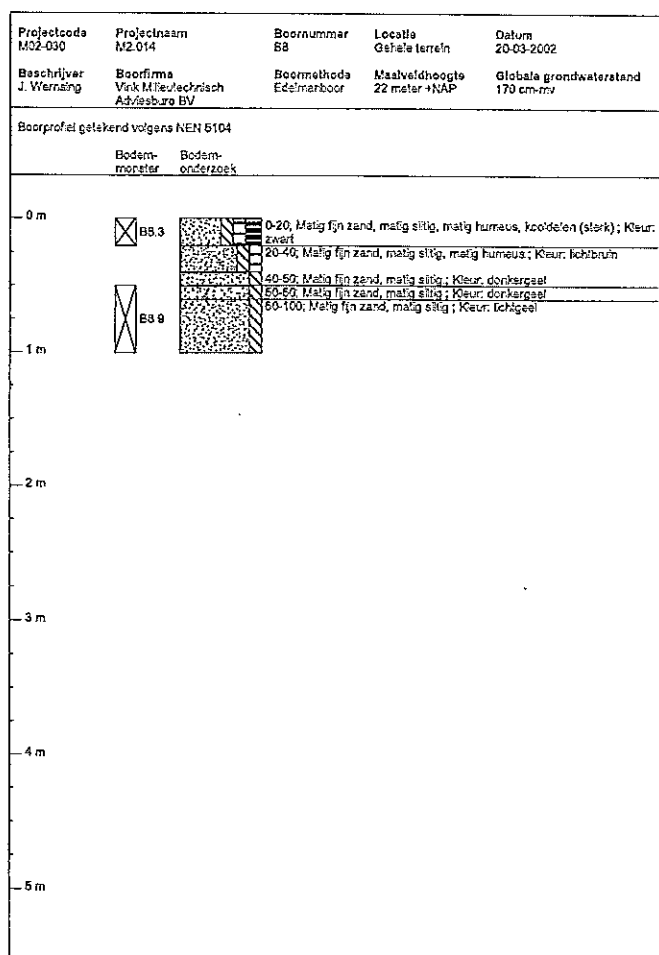 Projectcode Projectnaam Boornummer Locatie Datum
M02-030 M2.014 B8 Gehele terrein 20-03-2002
Beschrijver Boorfirma Boormethode Maaiveldhoogte Globale grondwaterstand
J. Wernsing Vink Milieutechnisch Edelmanboor 22 meter +NAP 170 cm-mv
Adviesburo BV
Boorprofiel getekend volgens NEN 5104
Bodem- Bodem-
monster onderzoek
0 m B8.3 0-20; Matig fijn zand, matig siltig, matig humeus, kooldelen (sterk) ; Kleur:
zwart
20-40; Matig fijn zand, matig siltig, matig humeus ; Kleur: lichtbruin
40-50; Matig fijn zand, matig siltig ; Kleur: donkergeel
50-60; Matig fijn zand, matig siltig ; Kleur: donkergeel
B8.9 60-100; Matig fijn zand, matig siltig ; Kleur: lichtgeel
1 m
2 m
3 m
4 m
5 m